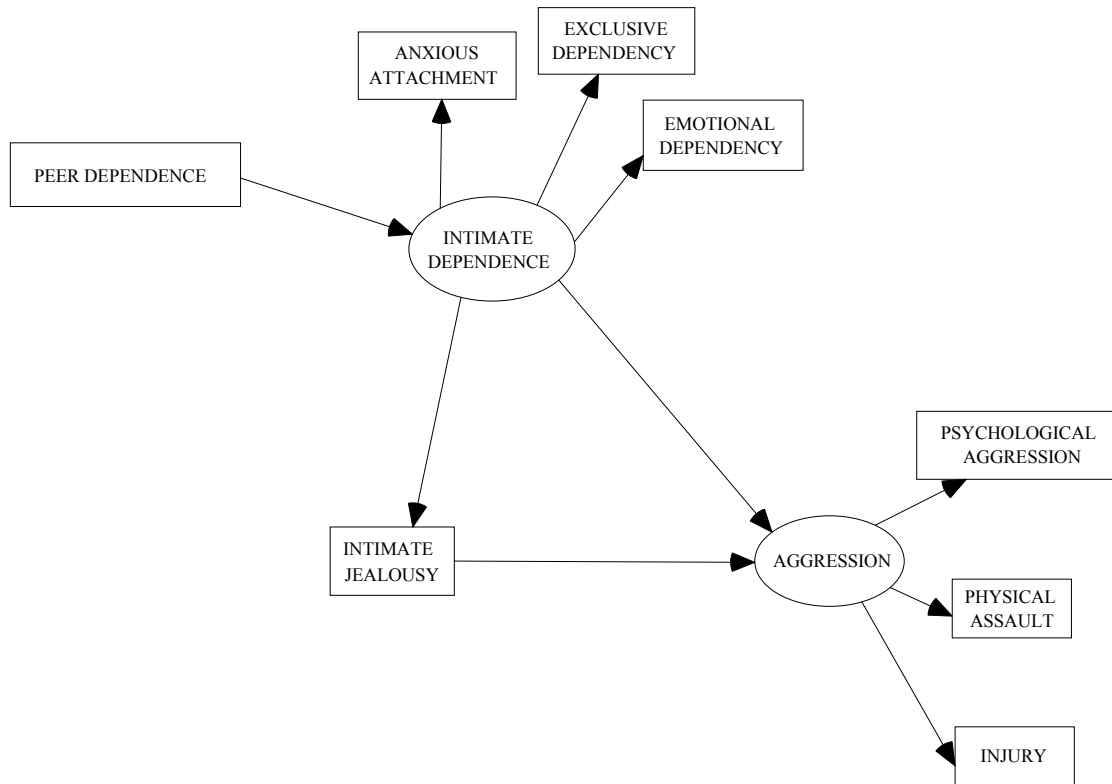 EXCLUSIVE
DEPENDENCY
ANXIOUS
ATTACHMENT
EMOTIONAL
DEPENDENCY
PEER DEPENDENCE
INTIMATE
DEPENDENCE
PSYCHOLOGICAL
AGGRESSION
INTIMATE
JEALOUSY
AGGRESSION
PHYSICAL
ASSAULT
INJURY